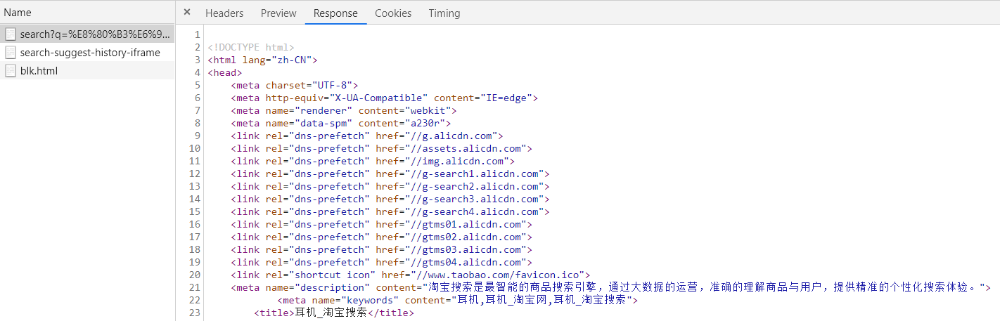 Name
× Headers Preview Response Cookies Timing
search?q=%E8%80%B3%E6%9...
search-suggest-history-iframe
blk.html
1
2 <!DOCTYPE html>
3 <html lang="zh-CN">
4 <head>
5 <meta charset="UTF-8">
6 <meta http-equiv="X-UA-Compatible" content="IE=edge">
7 <meta name="renderer" content="webkit">
8 <meta name="data-spm" content="a230r">
9 <link rel="dns-prefetch" href="//g.alicdn.com">
10 <link rel="dns-prefetch" href="//assets.alicdn.com">
11 <link rel="dns-prefetch" href="//img.alicdn.com">
12 <link rel="dns-prefetch" href="//g-search1.alicdn.com">
13 <link rel="dns-prefetch" href="//g-search2.alicdn.com">
14 <link rel="dns-prefetch" href="//g-search3.alicdn.com">
15 <link rel="dns-prefetch" href="//g-search4.alicdn.com">
16 <link rel="dns-prefetch" href="//gtms01.alicdn.com">
17 <link rel="dns-prefetch" href="//gtms02.alicdn.com">
18 <link rel="dns-prefetch" href="//gtms03.alicdn.com">
19 <link rel="dns-prefetch" href="//gtms04.alicdn.com">
20 <link rel="shortcut icon" href="//www.taobao.com/favicon.ico">
21 <meta name="description" content="淘宝搜索是最智能的商品搜索引擎，通过大数据的运营，准确的理解商品与用户，提供精准的个性化搜索体验。">
22 <meta name="keywords" content="耳机,耳机_淘宝网,耳机_淘宝搜索">
23 <title>耳机_淘宝搜索</title>